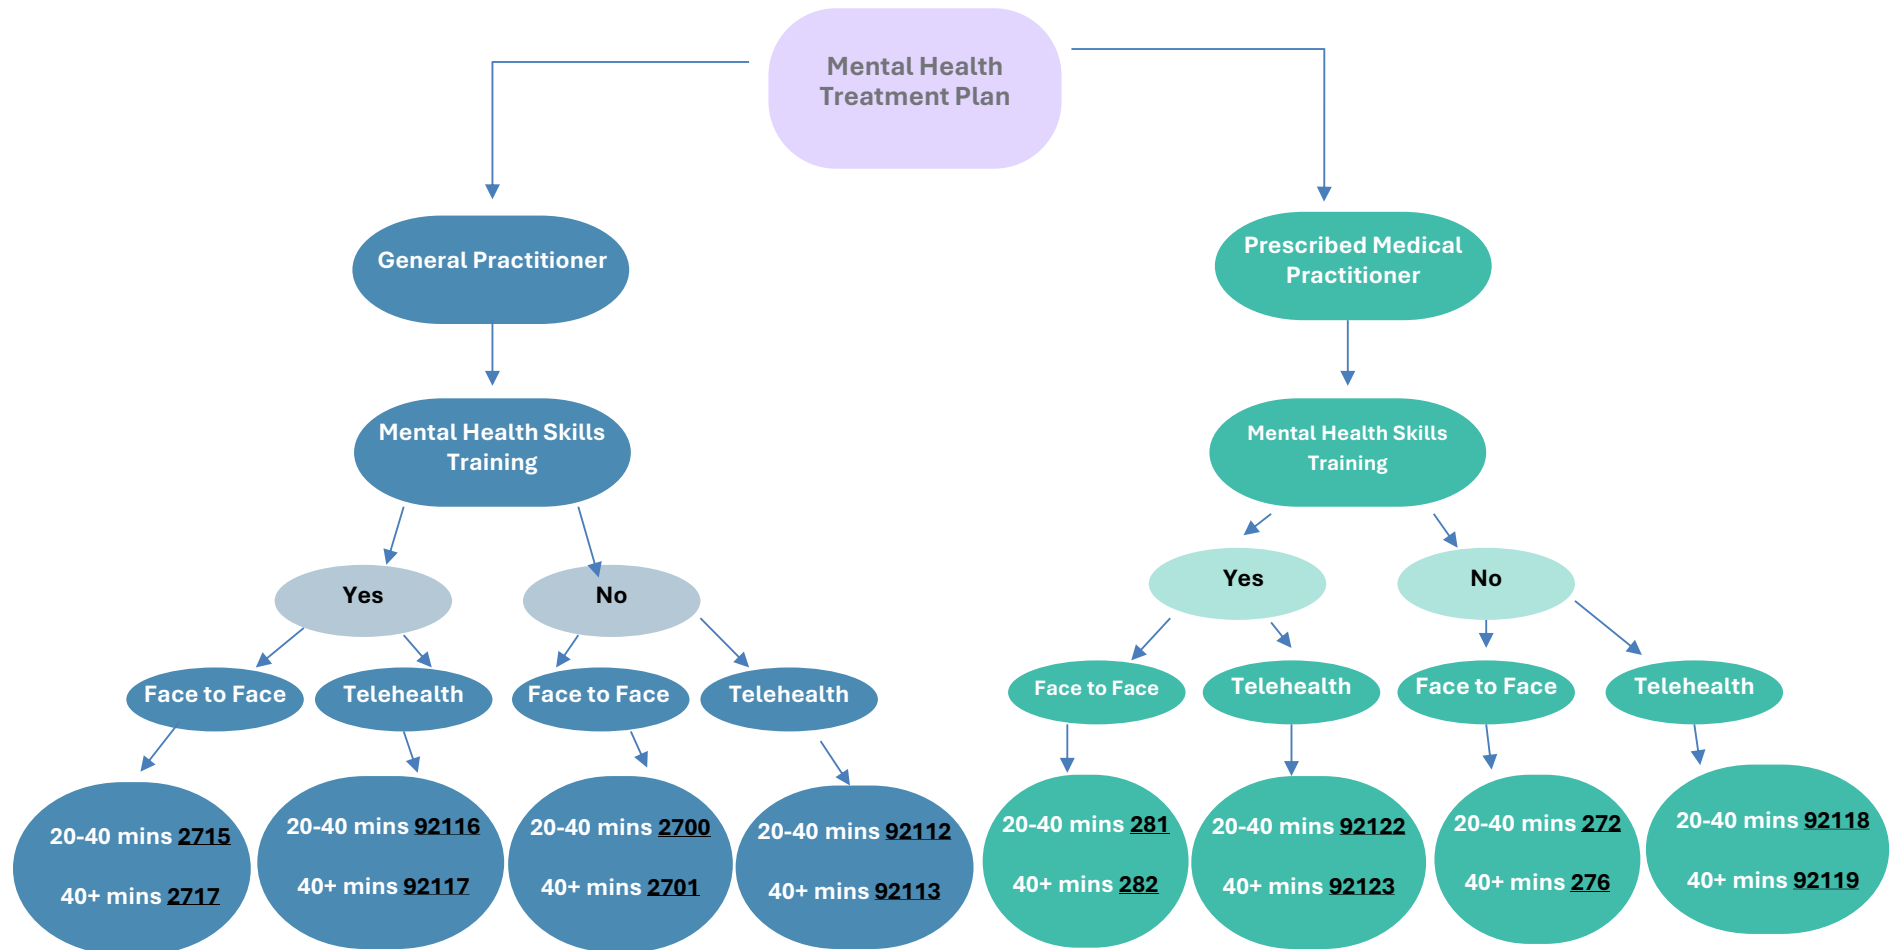 Mental Health
Treatment Plan
General Practitioner
Prescribed Medical
Practitioner
Mental Health Skills
Training
Mental Health Skills
Training
Yes
No
Yes
No
Face to Face
Telehealth
Face to Face
Telehealth
Face to Face
Telehealth
Face to Face
Telehealth
20-40 mins 2715
40+ mins 2717
20-40 mins 92116
40+ mins 92117
20-40 mins 2700
40+ mins 2701
20-40 mins 92112
40+ mins 92113
20-40 mins 281
40+ mins 282
20-40 mins 92122
40+ mins 92123
20-40 mins 272
40+ mins 276
20-40 mins 92118
40+ mins 92119